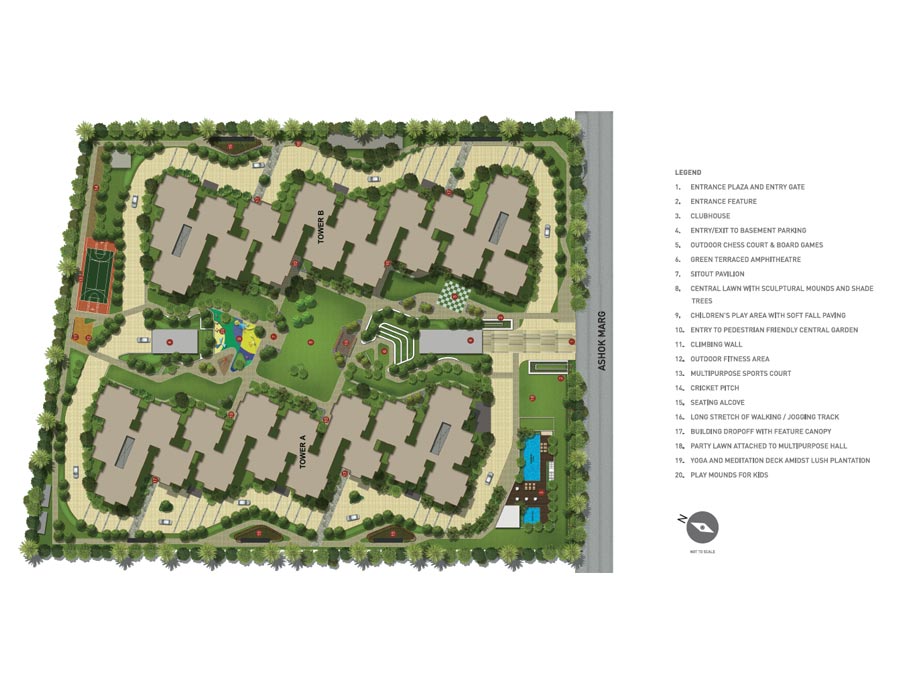 TOWER B
ASHOK MARG
TOWER A
LEGEND
1. ENTRANCE PLAZA AND ENTRY GATE
2. ENTRANCE FEATURE
3. CLUBHOUSE
4. ENTRY/EXIT TO BASEMENT PARKING
5. OUTDOOR CHESS COURT & BOARD GAMES
6. GREEN TERRACED AMPHITHEATRE
7. SITOUT PAVILION
8. CENTRAL LAWN WITH SCULPTURAL MOUNDS AND SHADE
TREES
9. CHILDREN'S PLAY AREA WITH SOFT FALL PAVING
10. ENTRY TO PEDESTRIAN FRIENDLY CENTRAL GARDEN
11. CLIMBING WALL
12. OUTDOOR FITNESS AREA
13. MULTIPURPOSE SPORTS COURT
14. CRICKET PITCH
15. SEATING ALCOVE
16. LONG STRETCH OF WALKING / JOGGING TRACK
17. BUILDING DROPOFF WITH FEATURE CANOPY
18. PARTY LAWN ATTACHED TO MULTIPURPOSE HALL
19. YOGA AND MEDITATION DECK AMIDST LUSH PLANTATION
20. PLAY MOUNDS FOR KIDS
N
NOT TO SCALE